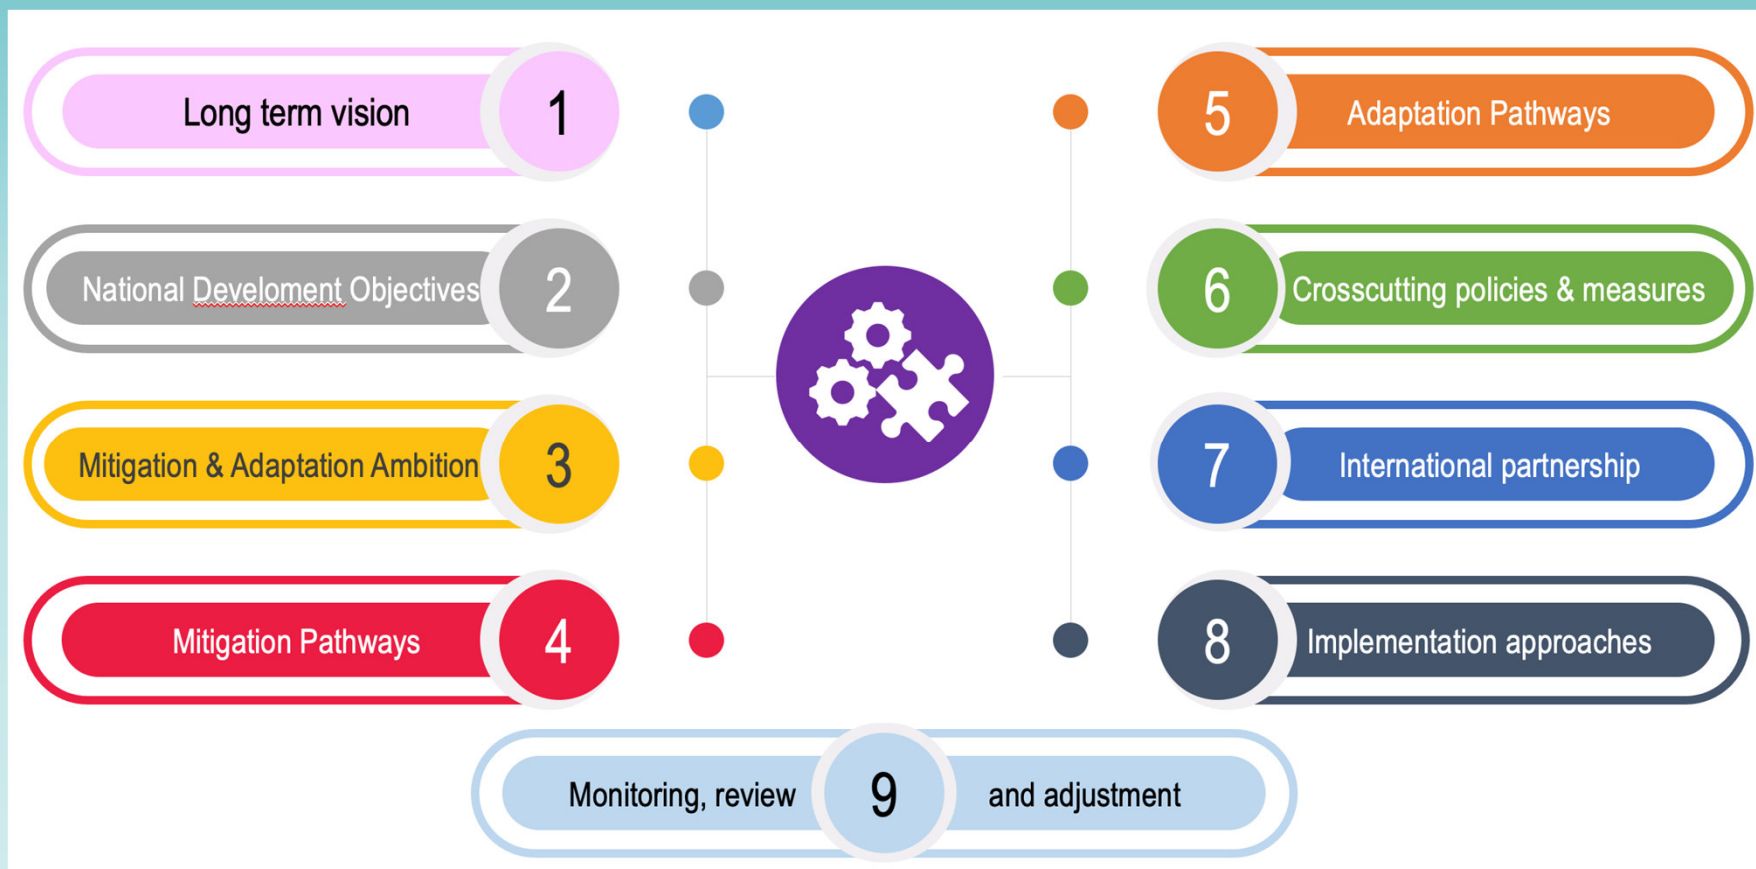 Long term vision 1
National Develoment Objectives 2
Mitigation & Adaptation Ambition 3
Mitigation Pathways 4
5 Adaptation Pathways
6 Crosscutting policies & measures
7 International partnership
8 Implementation approaches
Monitoring, review 9 and adjustment